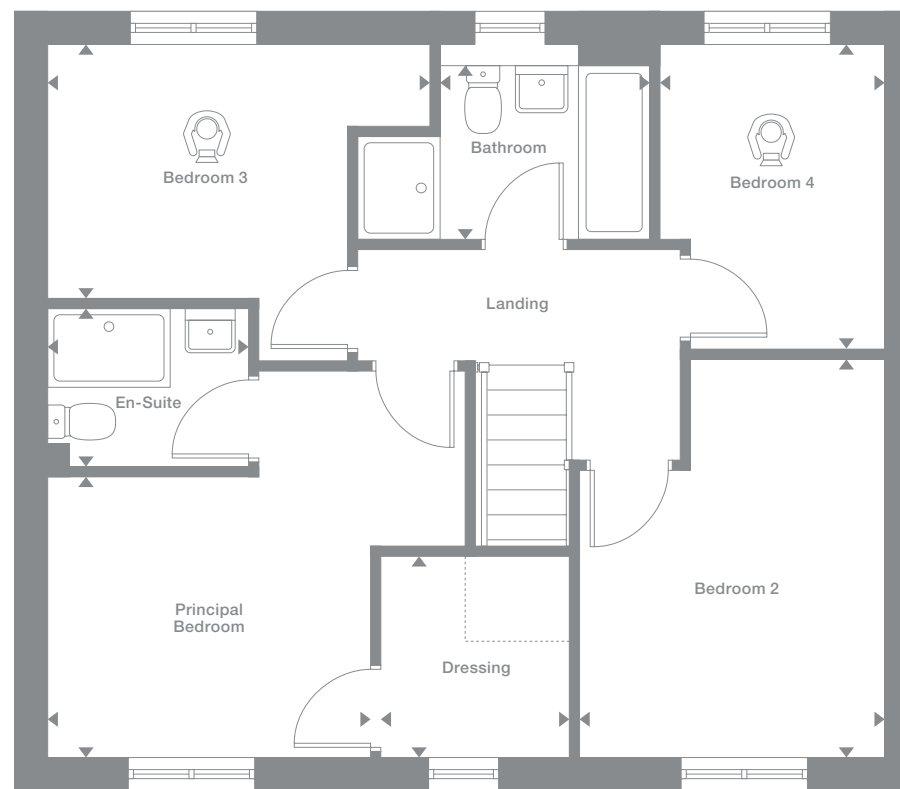 Bathroom
Bedroom 3
Bedroom 4
Landing
En-Suite
Bedroom 2
Principal
Bedroom
Dressing